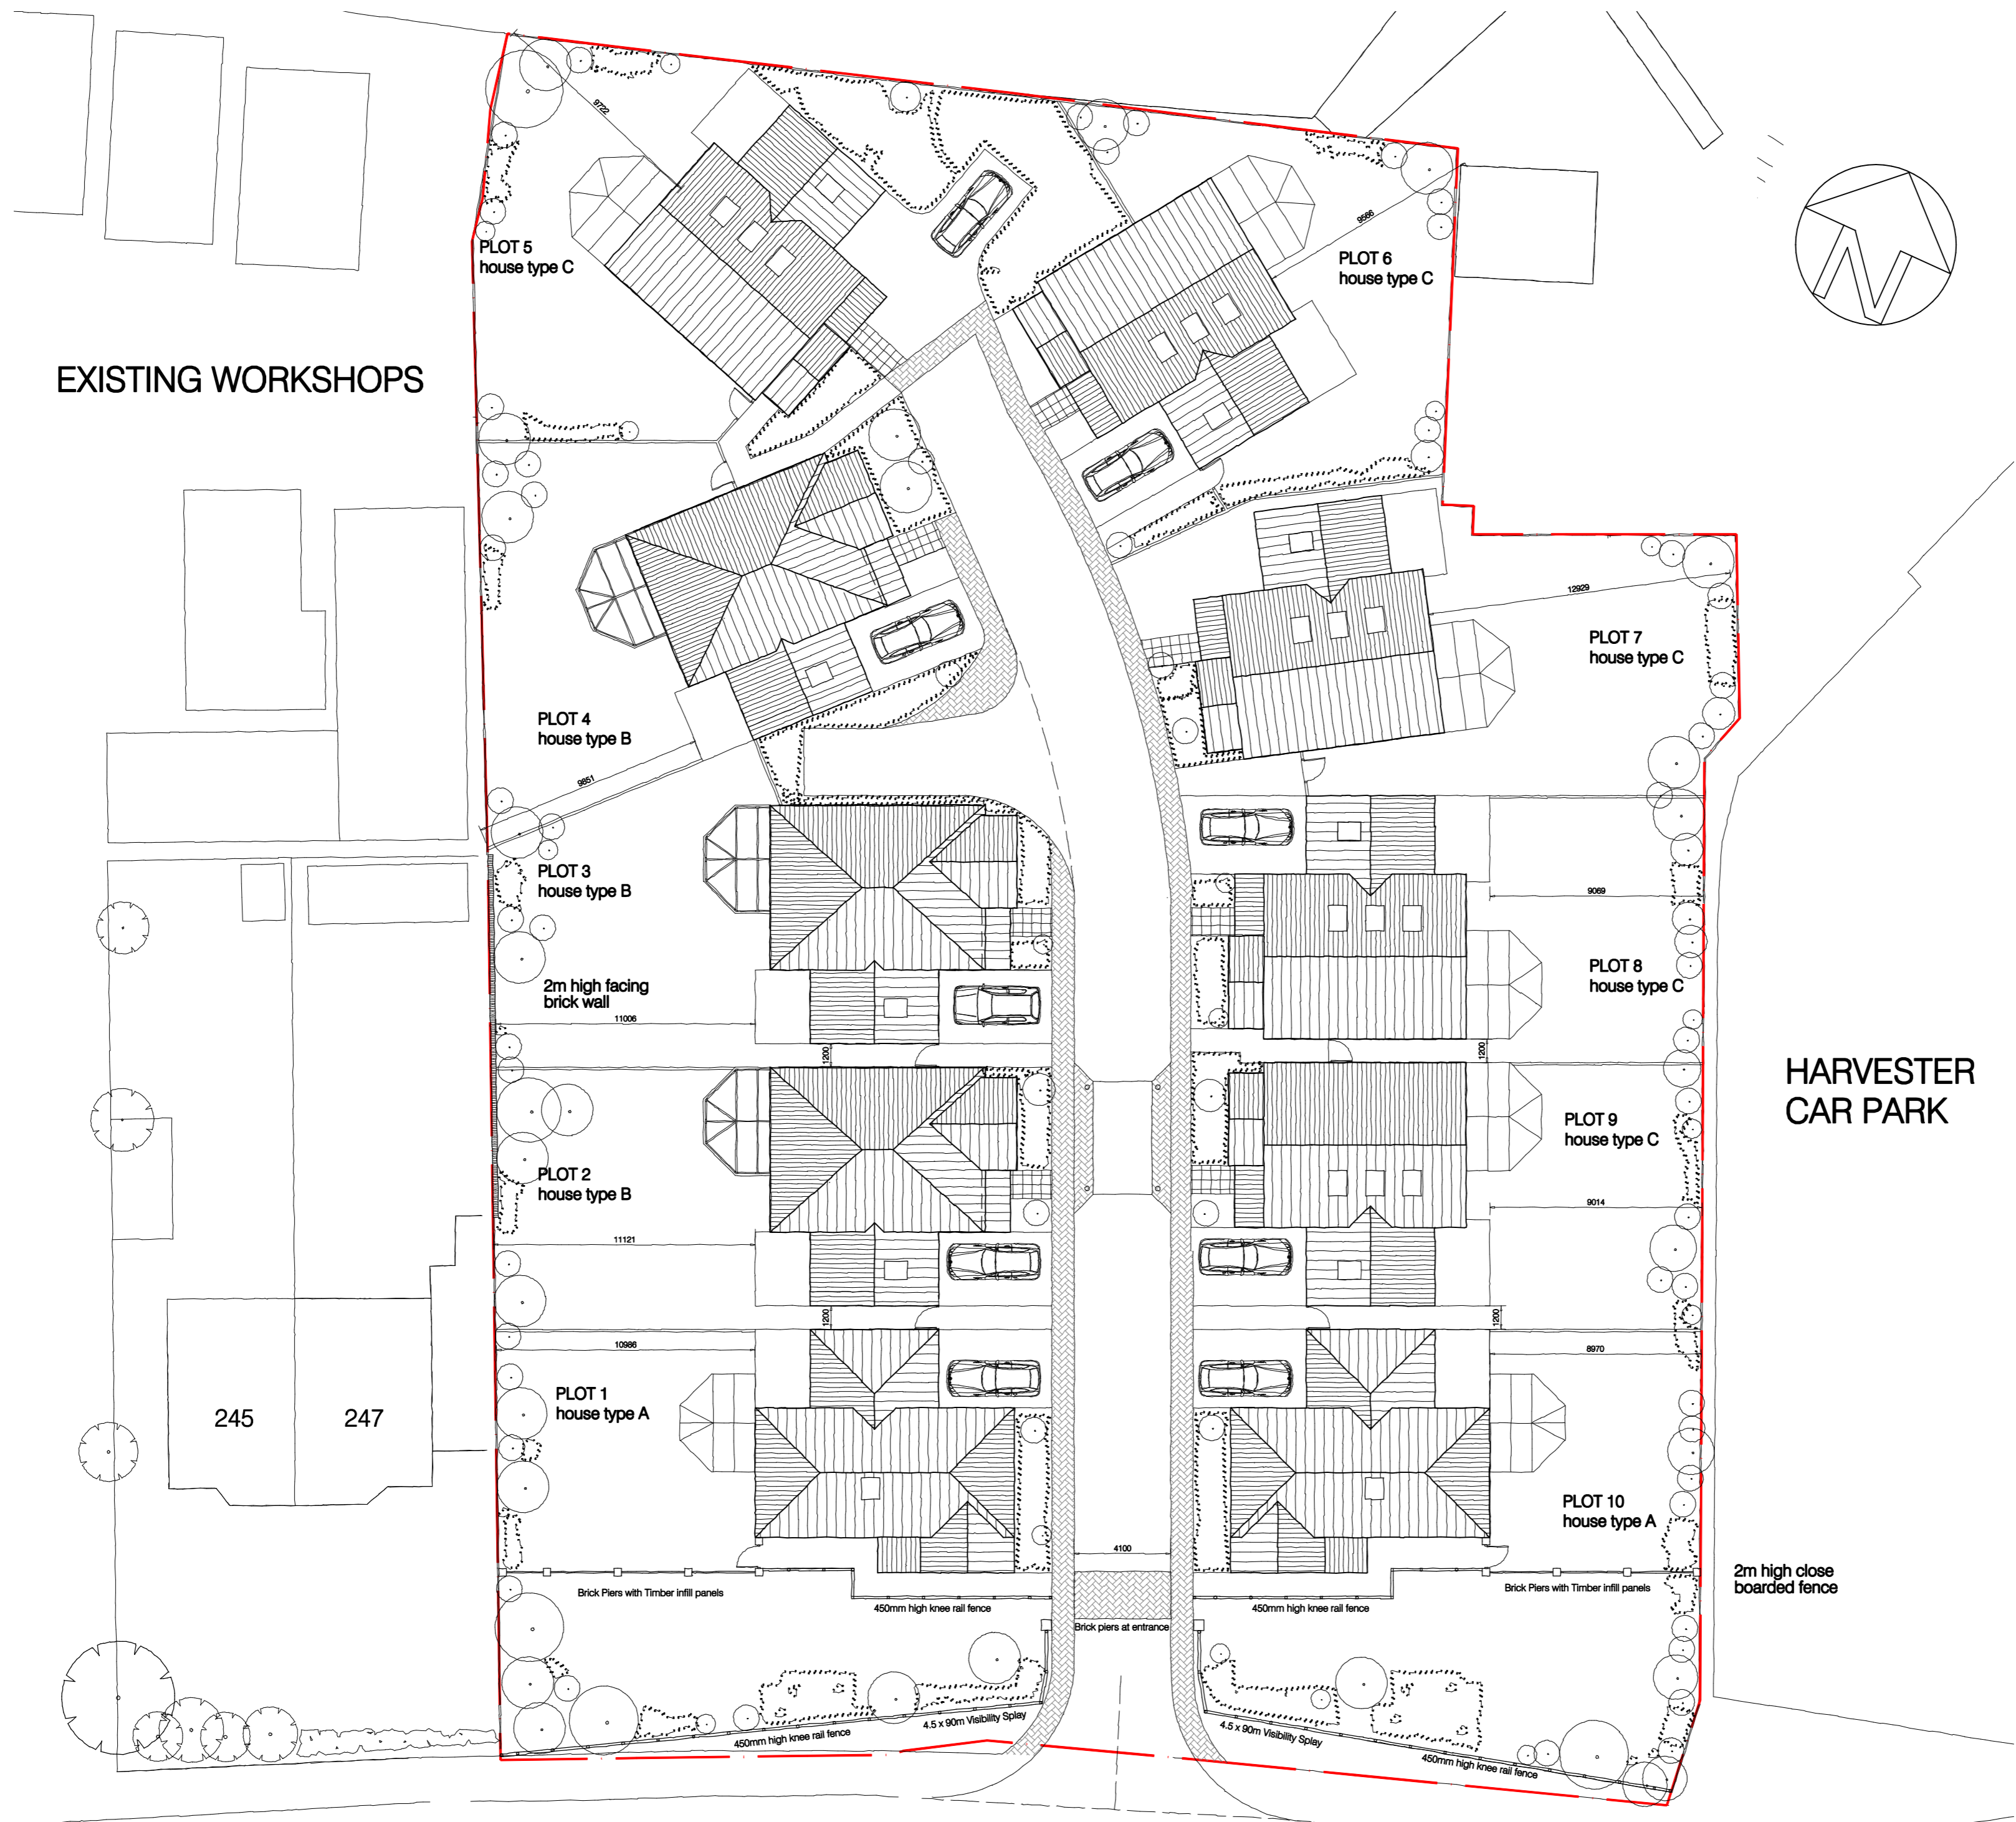 9722
PLOT 5
house type C
PLOT 6
house type C
9566
EXISTING WORKSHOPS
N
12929
PLOT 7
house type C
PLOT 4
house type B
9851
PLOT 3
house type B
9069
2m high facing
brick wall
PLOT 8
house type C
11006
1200
1200
HARVESTER
CAR PARK
PLOT 9
house type C
PLOT 2
house type B
9014
11121
1200
1200
10986
8970
PLOT 1
house type A
245
247
PLOT 10
house type A
4100
2m high close
boarded fence
Brick Piers with Timber infill panels
Brick Piers with Timber infill panels
450mm high knee rail fence
450mm high knee rail fence
Brick piers at entrance
4.5 x 90m Visibility Splay
4.5 x 90m Visibility Splay
450mm high knee rail fence
450mm high knee rail fence